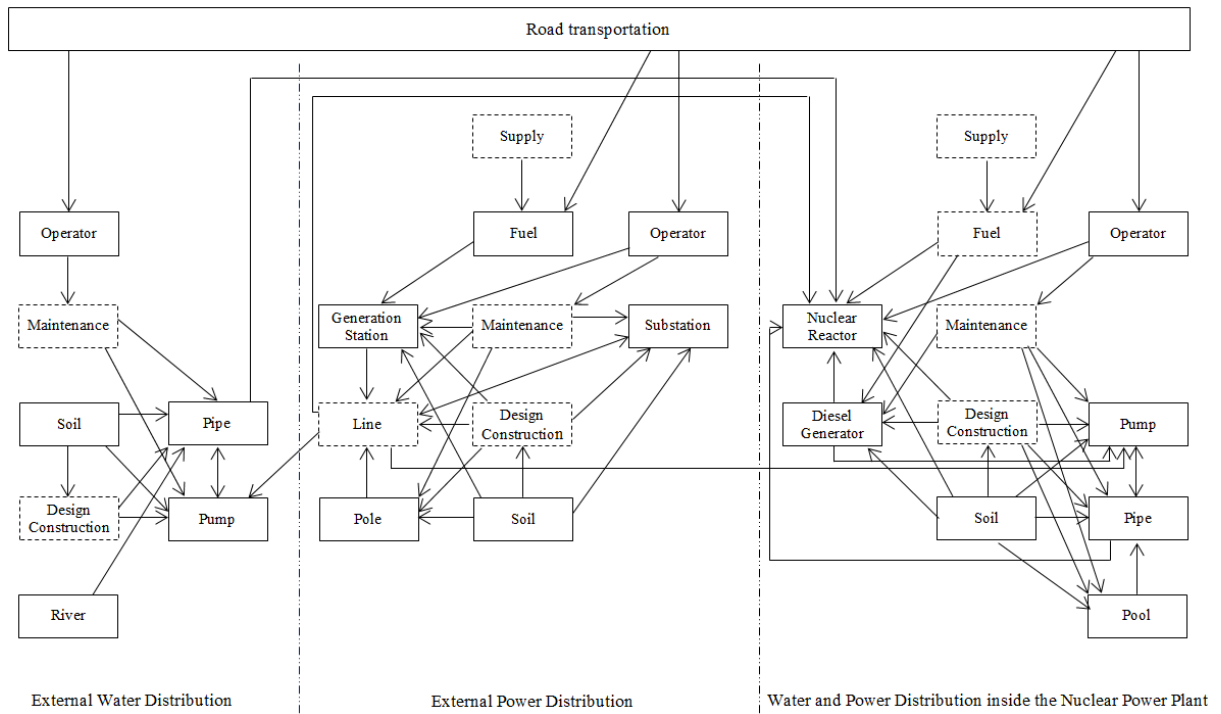 Road transportation
Supply
Supply
Operator
Fuel
Operator
Fuel
Operator
Maintenance
Generation
Station
Maintenance
Substation
Nuclear
Reactor
Maintenance
Soil
Pipe
Line
Design
Construction
Diesel
Generator
Design
Construction
Pump
Design
Construction
Pump
Pole
Soil
Soil
Pipe
River
Pool
External Water Distribution
External Power Distribution
Water and Power Distribution inside the Nuclear Power Plant